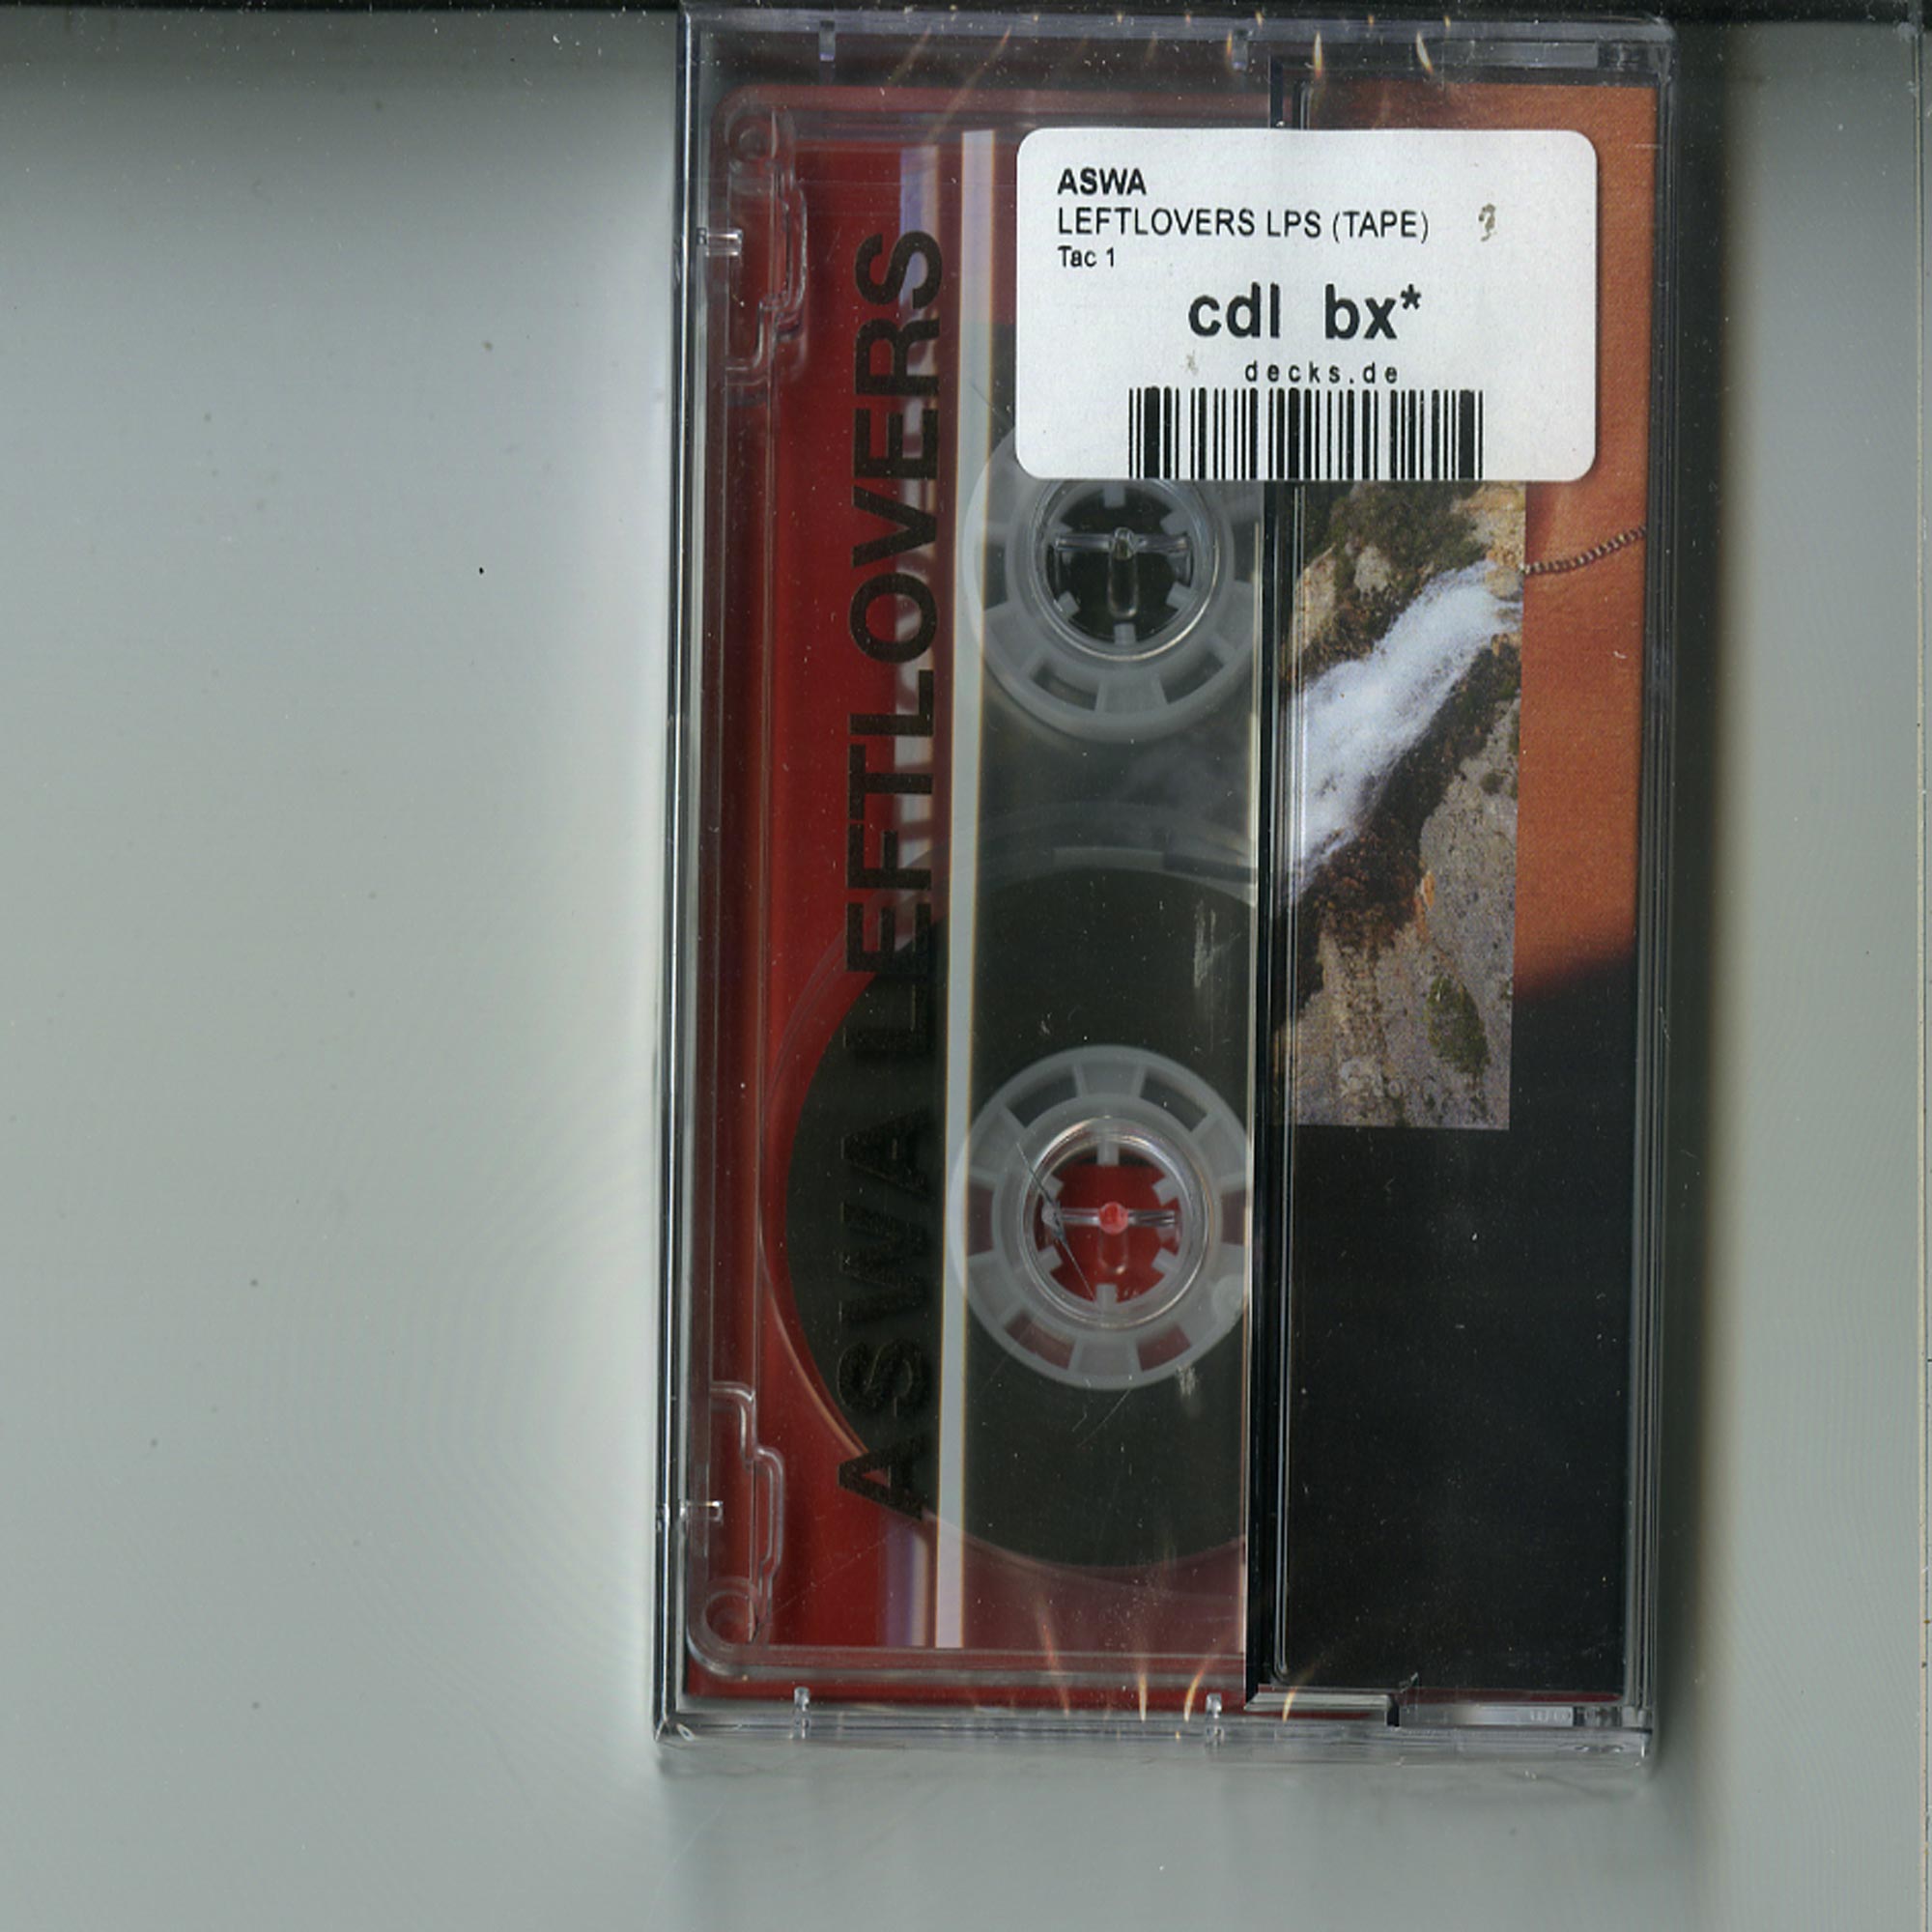 ASWA
LEFTLOVERS LPS (TAPE)
Tac 1
cdl bx*
decks.de
ASWA LEFTLOVERS